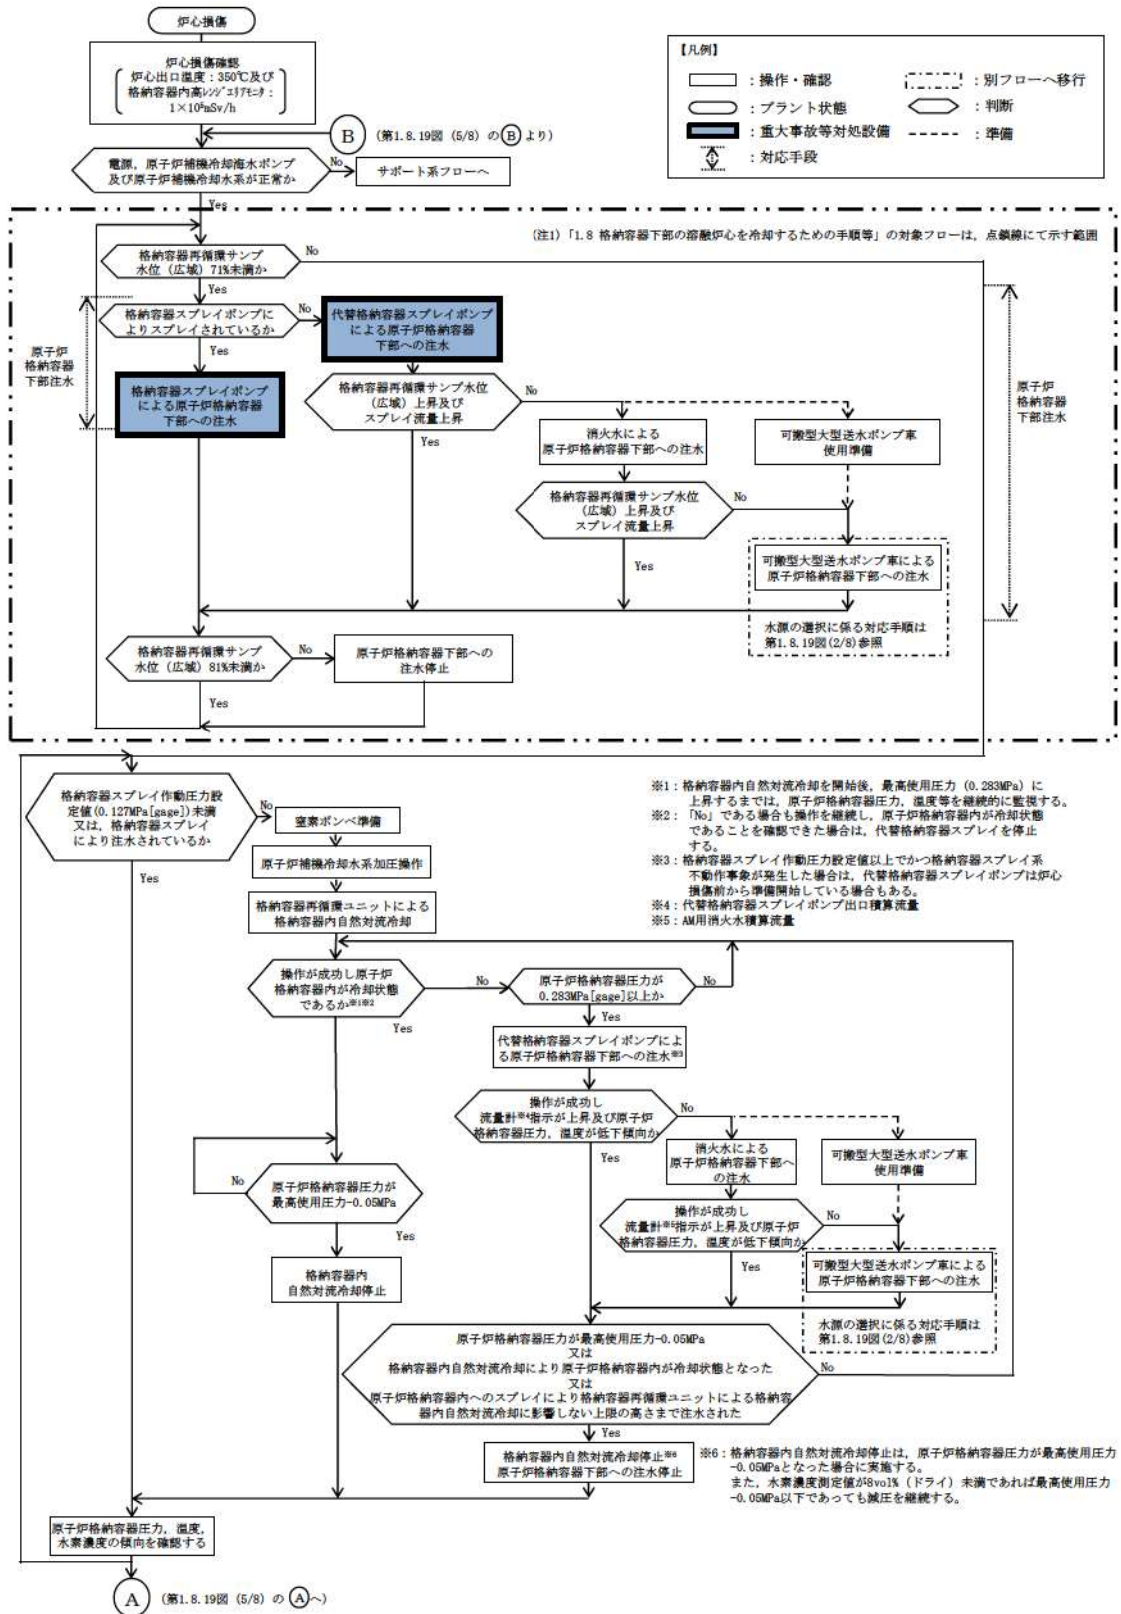 炉心損傷
炉心損傷確認
炉心出口温度：350℃及び
格納容器内高ﾚﾝｼﾞｴﾘｱﾓﾆﾀ：
1×10⁵mSv/h
B
(第1.8.19図 (5/8) の B より)
電源，原子炉補機冷却海水ポンプ
及び原子炉補機冷却水系が正常か
No
サポート系フローへ
Yes
【凡例】
：操作・確認
：別フローへ移行
：プラント状態
：判断
：重大事故等対処設備
：準備
：対応手段
(注1) 「1.8 格納容器下部の溶融炉心を冷却するための手順等」の対象フローは，点鎖線にて示す範囲
格納容器再循環サンプ
水位（広域）71%未満か
No
Yes
格納容器スプレイポンプに
よりスプレイされているか
No
Yes
代替格納容器スプレイポンプ
による原子炉格納容器
下部への注水
原子炉
格納容器
下部注水
格納容器スプレイポンプ
による原子炉格納容器
下部への注水
格納容器再循環サンプ水位
（広域）上昇及び
スプレイ流量上昇
No
Yes
消火水による
原子炉格納容器下部への注水
可搬型大型送水ポンプ車
使用準備
原子炉
格納容器
下部注水
格納容器再循環サンプ水位
（広域）上昇及び
スプレイ流量上昇
No
Yes
可搬型大型送水ポンプ車による
原子炉格納容器下部への注水
水源の選択に係る対応手順は
第1.8.19図(2/8)参照
格納容器再循環サンプ
水位（広域）81%未満か
No
原子炉格納容器下部への
注水停止
Yes
格納容器スプレイ作動圧力設
定値(0.127MPa[gage])未満
又は，格納容器スプレイ
により注水されているか
No
Yes
窒素ボンベ準備
原子炉補機冷却水系加圧操作
格納容器再循環ユニットによる
格納容器内自然対流冷却
※1：格納容器内自然対流冷却を開始後，最高使用圧力（0.283MPa）に
上昇するまでは，原子炉格納容器圧力，温度等を継続的に監視する。
※2：「No」である場合も操作を継続し，原子炉格納容器内が冷却状態
であることを確認できた場合は，代替格納容器スプレイを停止
する。
※3：格納容器スプレイ作動圧力設定値以上でかつ格納容器スプレイ系
不動作事象が発生した場合は，代替格納容器スプレイポンプは炉心
損傷前から準備開始している場合もある。
※4：代替格納容器スプレイポンプ出口積算流量
※5：AM用消火水積算流量
操作が成功し原子炉
格納容器内が冷却状態
であるか※1※2
No
Yes
原子炉格納容器圧力が
0.283MPa[gage]以上か
No
Yes
代替格納容器スプレイポンプによ
る原子炉格納容器下部への注水※3
操作が成功し
流量計※4指示が上昇及び原子炉
格納容器圧力，温度が低下傾向か
No
Yes
消火水による
原子炉格納容器下部へ
の注水
可搬型大型送水ポンプ車
使用準備
原子炉格納容器圧力が
最高使用圧力-0.05MPa
No
Yes
操作が成功し
流量計※5指示が上昇及び原子炉
格納容器圧力，温度が低下傾向か
No
Yes
可搬型大型送水ポンプ車による
原子炉格納容器下部への注水
水源の選択に係る対応手順は
第1.8.19図(2/8)参照
格納容器内
自然対流冷却停止
原子炉格納容器圧力が最高使用圧力-0.05MPa
又は
格納容器内自然対流冷却により原子炉格納容器内が冷却状態となった
又は
原子炉格納容器内へのスプレイにより格納容器再循環ユニットによる格納容
器内自然対流冷却に影響しない上限の高さまで注水された
No
Yes
格納容器内自然対流冷却停止※6
原子炉格納容器下部への注水停止
※6：格納容器内自然対流冷却停止は，原子炉格納容器圧力が最高使用圧力
-0.05MPaとなった場合に実施する。
また，水素濃度測定値が8vol%（ドライ）未満であれば最高使用圧力
-0.05MPa以下であっても減圧を継続する。
原子炉格納容器圧力，温度，
水素濃度の傾向を確認する
A
(第1.8.19図 (5/8) の A へ)